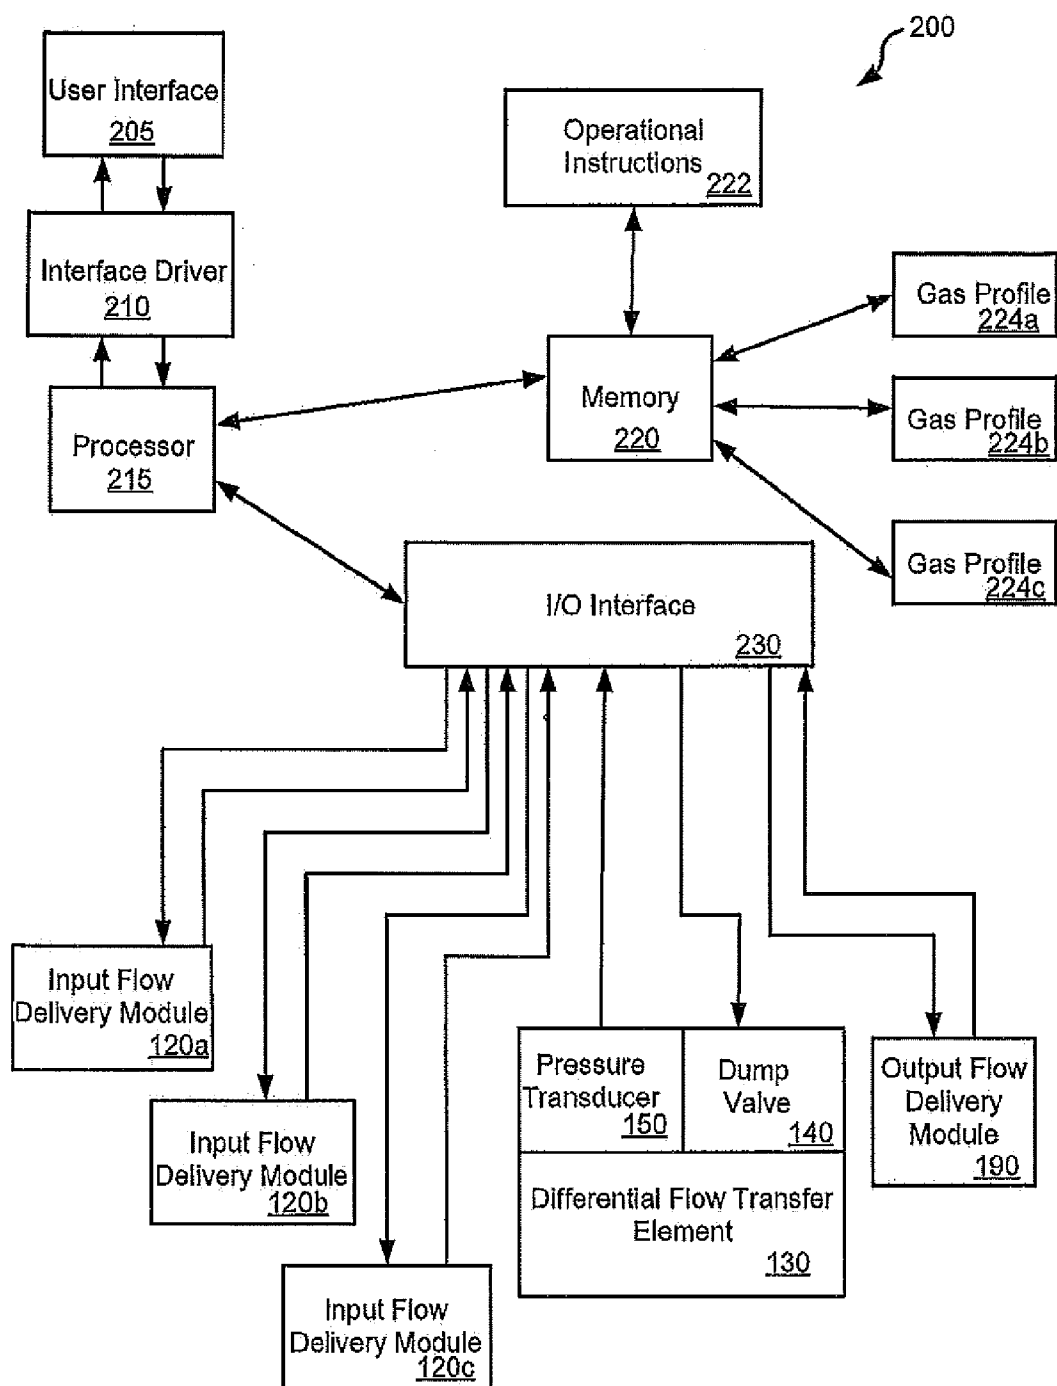 200
User Interface
205
Operational
Instructions
222
Interface Driver
210
Gas Profile
224a
Memory
220
Gas Profile
224b
Processor
215
Gas Profile
224c
I/O Interface
230
Input Flow
Delivery Module
120a
Input Flow
Delivery Module
120b
Input Flow
Delivery Module
120c
Pressure
Transducer
150
Dump
Valve
140
Differential Flow Transfer
Element
130
Output Flow
Delivery
Module
190